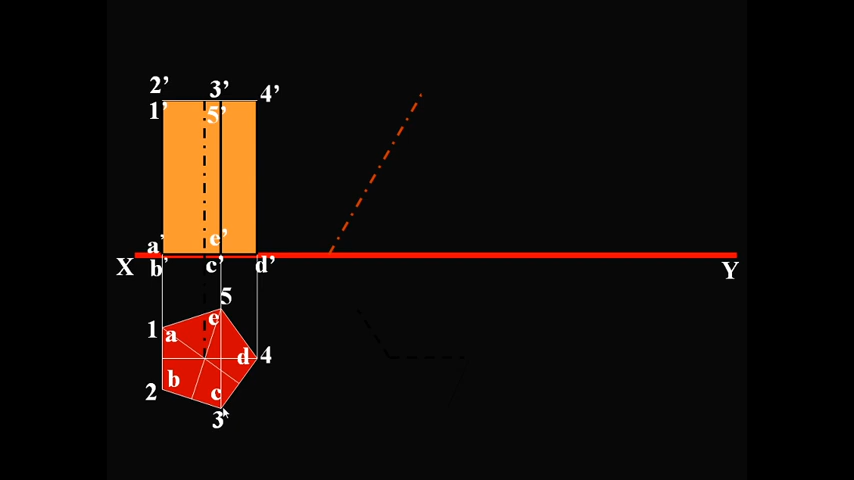 2’ 3’ 4’
1’ 5’
a’ e’
X b’ c’ d’ Y
5
1 a e
d 4
2 b c
3